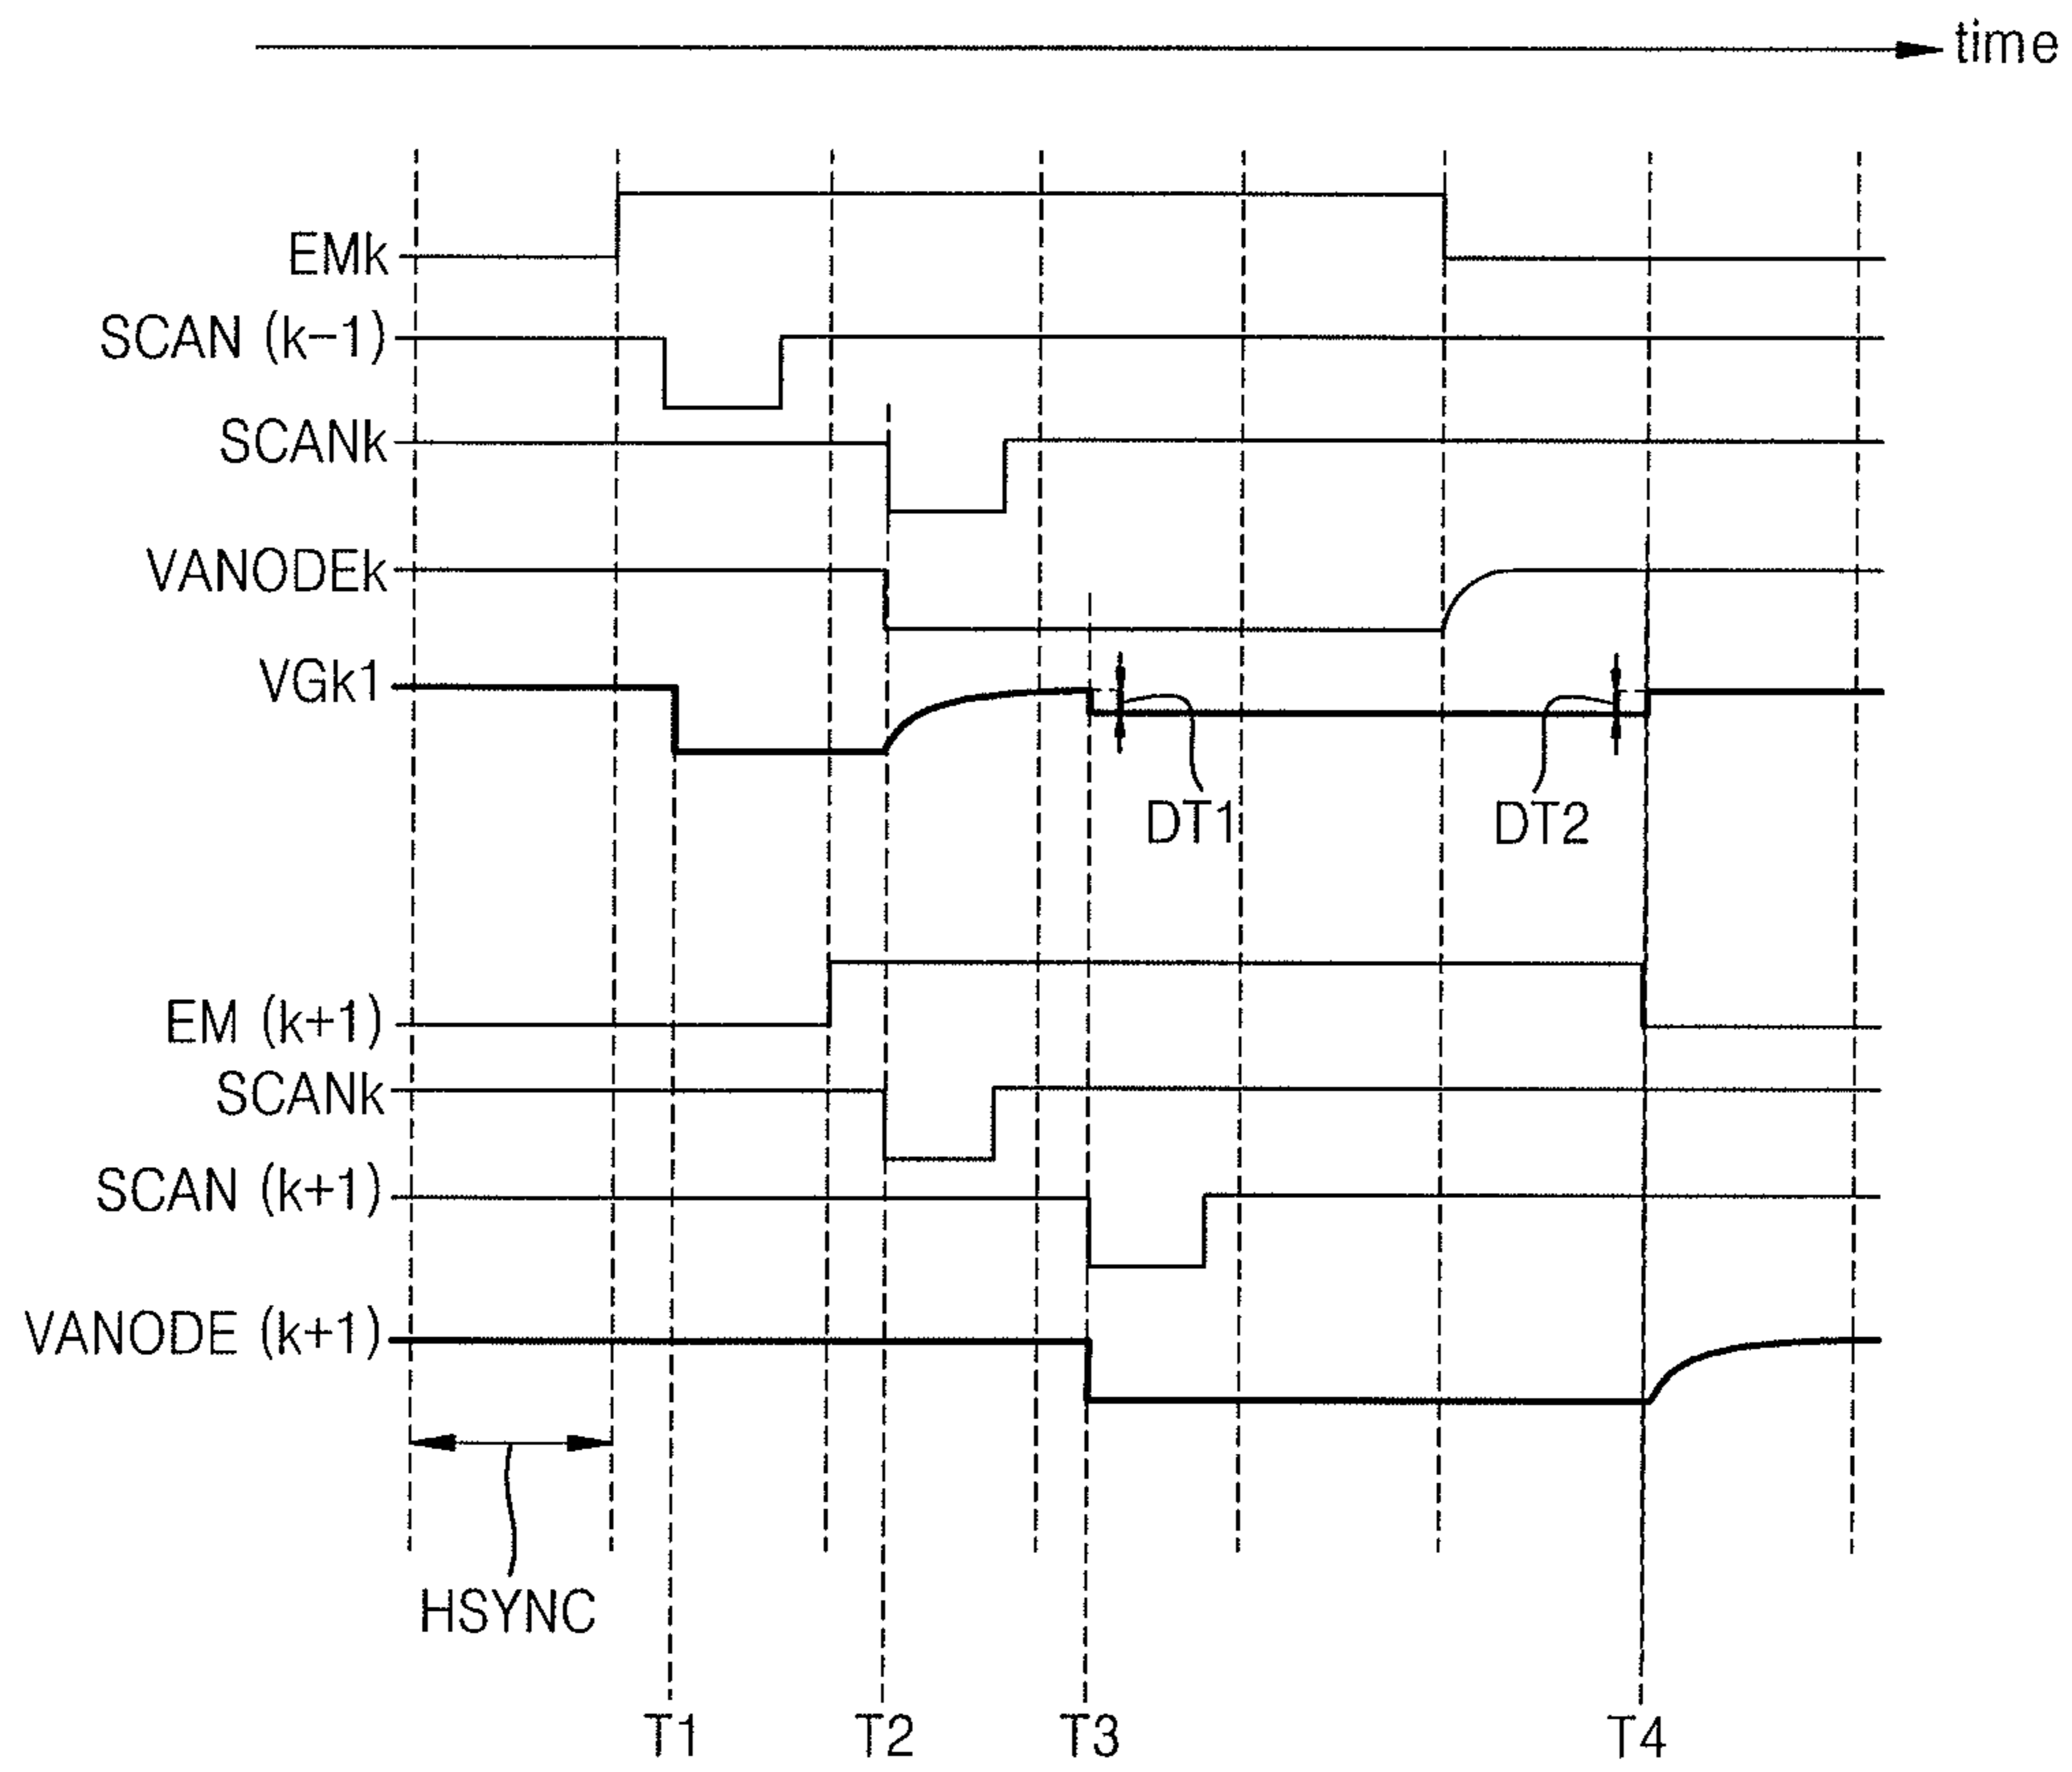 time
EMk
SCAN (k-1)
SCANk
VANODEk
VGk1
DT1
DT2
EM (k+1)
SCANk
SCAN (k+1)
VANODE (k+1)
HSYNC
T1
T2
T3
T4